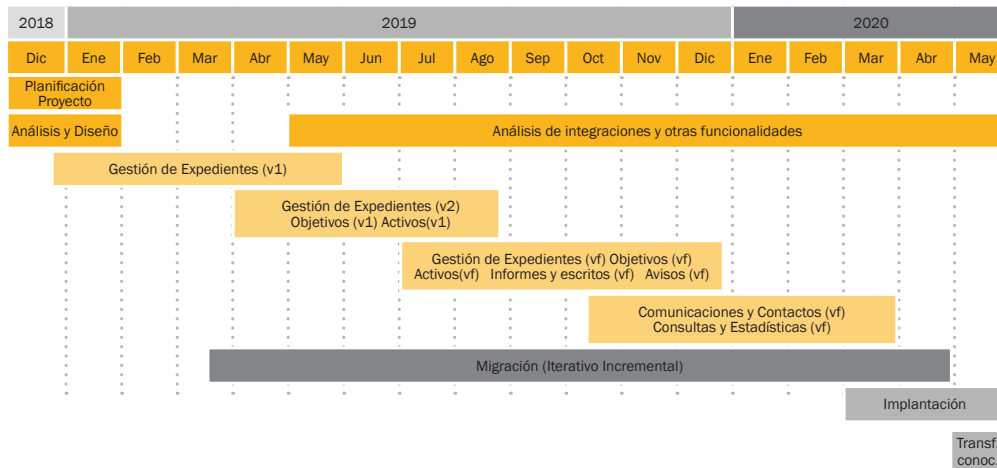 2018 2019 2020
Dic Ene Feb Mar Abr May Jun Jul Ago Sep Oct Nov Dic Ene Feb Mar Abr May
Planificación
Proyecto
Análisis y Diseño
Análisis de integraciones y otras funcionalidades
Gestión de Expedientes (v1)
Gestión de Expedientes (v2)
Objetivos (v1) Activos(v1)
Gestión de Expedientes (vf) Objetivos (vf)
Activos(vf) Informes y escritos (vf) Avisos (vf)
Comunicaciones y Contactos (vf)
Consultas y Estadísticas (vf)
Migración (Iterativo Incremental)
Implantación
Transf.
conoc.